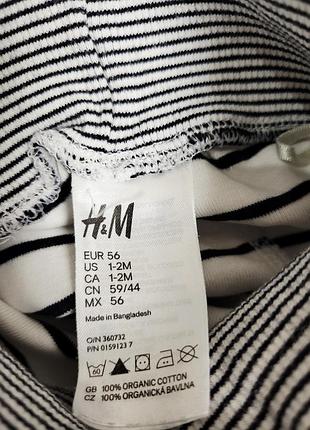 H&M
EUR 56
US 1-2M
CA 1-2M
CN 59/44
MX 56
Made in Bangladesh
O/N 360732
P/N 0159123 7
60
GB 100% ORGANIC COTTON
CZ 100% ORGANICKÁ BAVLNA